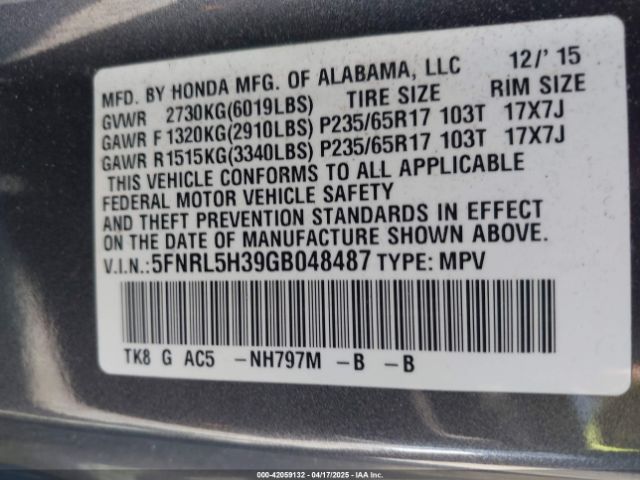 MFD. BY HONDA MFG. OF ALABAMA, LLC 12/'15
GVWR 2730KG(6019LBS) TIRE SIZE RIM SIZE
GAWR F 1320KG(2910LBS) P235/65R17 103T 17X7J
GAWR R1515KG(3340LBS) P235/65R17 103T 17X7J
THIS VEHICLE CONFORMS TO ALL APPLICABLE
FEDERAL MOTOR VEHICLE SAFETY
AND THEFT PREVENTION STANDARDS IN EFFECT
ON THE DATE OF MANUFACTURE SHOWN ABOVE.
V.I.N.:5FNRL5H39GB048487 TYPE: MPV
TK8 G AC5 -NH797M -B -B
000-42059132 - 04/17/2025 - IAAI.COM